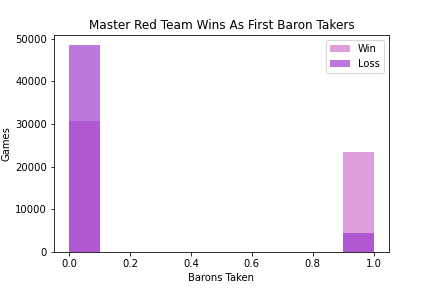 Master Red Team Wins As First Baron Takers
Win
Loss
50000
40000
30000
20000
10000
0
Games
0.0 0.2 0.4 0.6 0.8 1.0
Barons Taken